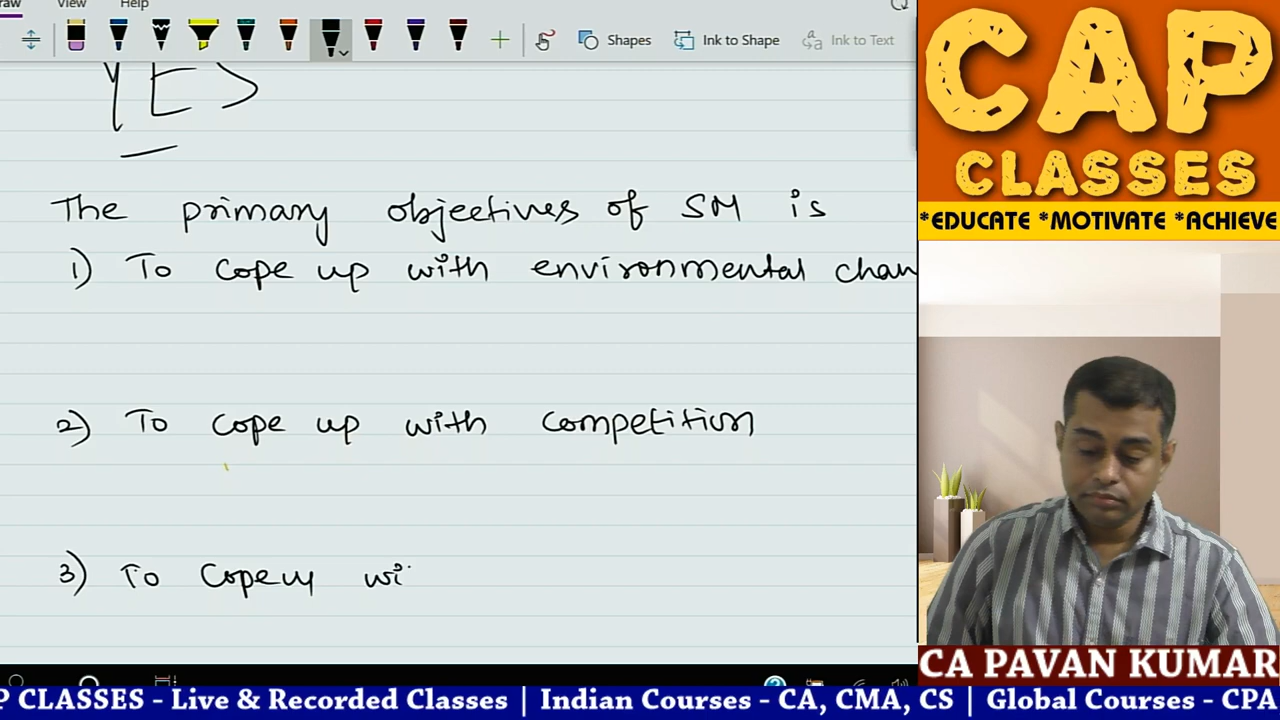 View Help
Shapes Ink to Shape Ink to Text
YES
The primary objectives of SM is
1) To cope up with environmental chan
2) To cope up with competition
3) To Copeup wi
CAP
CLASSES
*EDUCATE *MOTIVATE *ACHIEVE
CA PAVAN KUMAR
P CLASSES - Live & Recorded Classes | Indian Courses - CA, CMA, CS | Global Courses - CPA